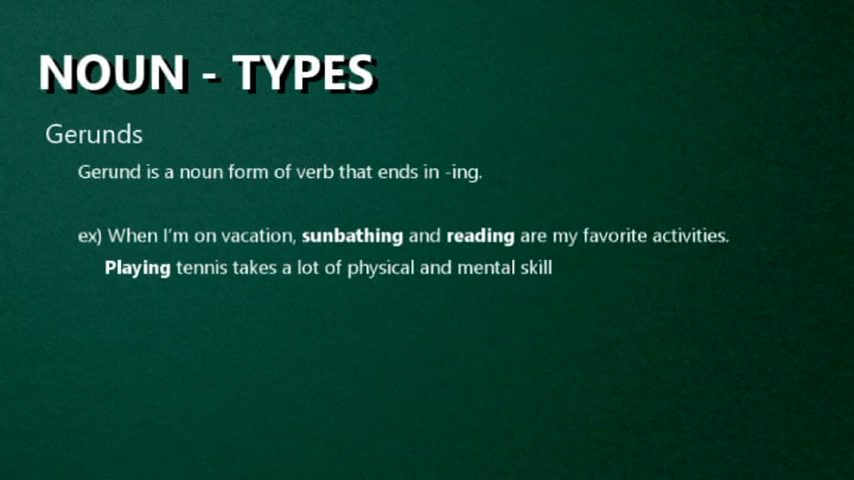 NOUN - TYPES
Gerunds
Gerund is a noun form of verb that ends in -ing.
ex) When I'm on vacation, sunbathing and reading are my favorite activities.
Playing tennis takes a lot of physical and mental skill